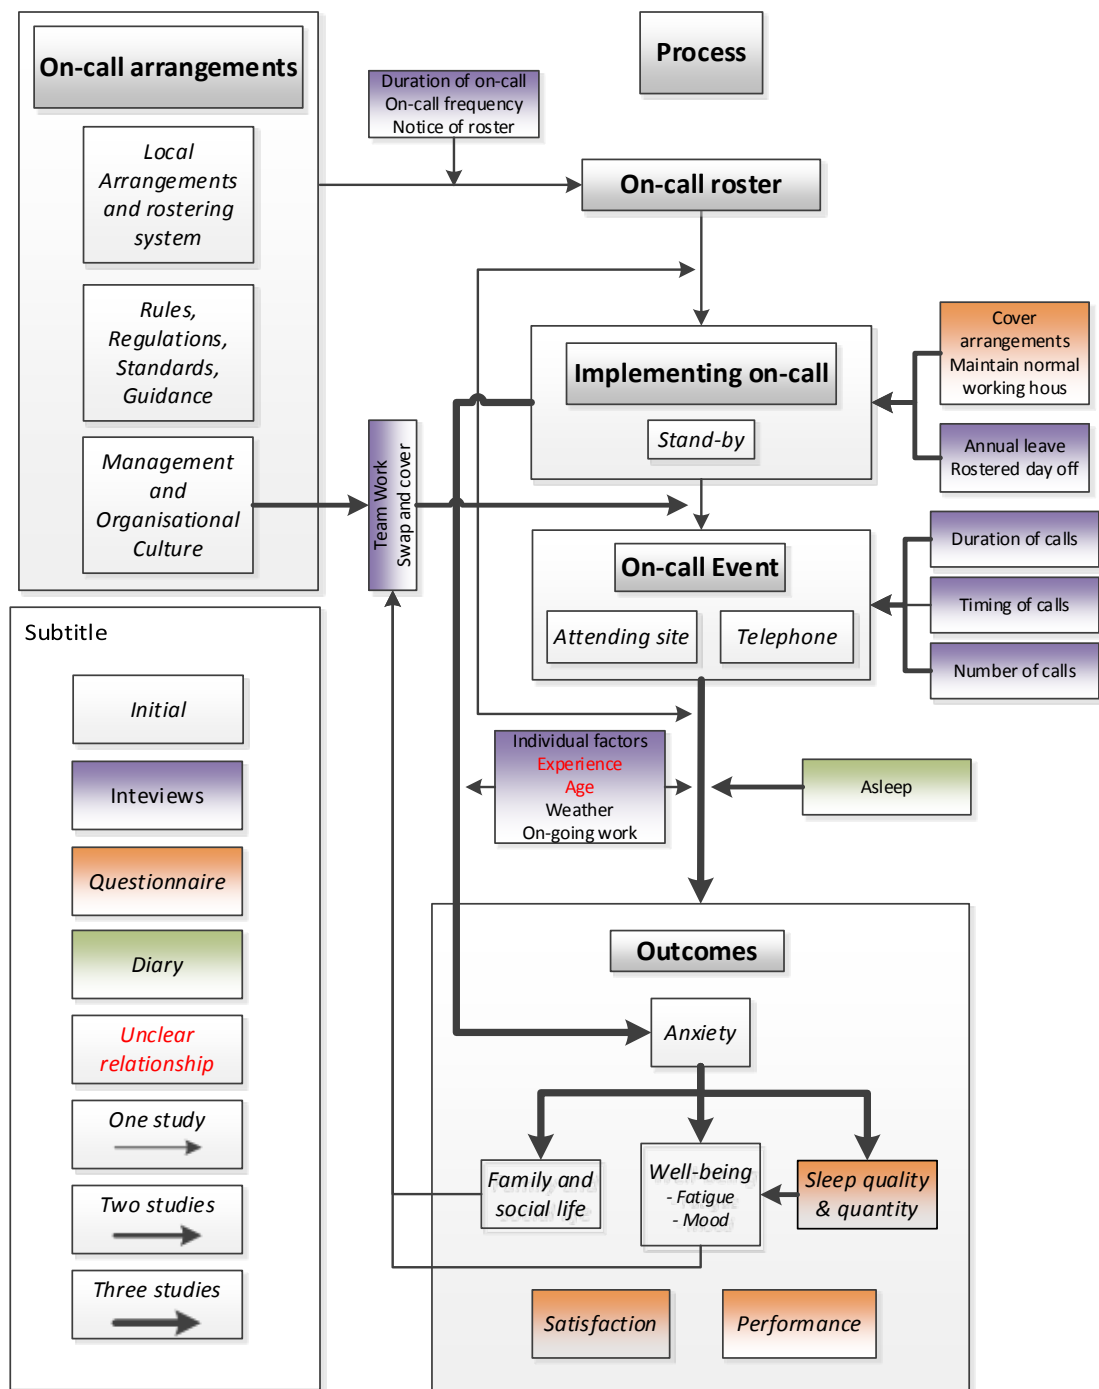 On-call arrangements
Local
Arrangements
and rostering
system
Rules,
Regulations,
Standards,
Guidance
Management
and
Organisational
Culture
Process
Duration of on-call
On-call frequency
Notice of roster
On-call roster
Implementing on-call
Stand-by
Cover
arrangements
Maintain normal
working hous
Annual leave
Rostered day off
Team Work
Swap and cover
On-call Event
Attending site
Telephone
Duration of calls
Timing of calls
Number of calls
Individual factors
Experience
Age
Weather
On-going work
Asleep
Outcomes
Anxiety
Family and
social life
Well-being
- Fatigue
- Mood
Sleep quality
& quantity
Satisfaction
Performance
Subtitle
Initial
Inteviews
Questionnaire
Diary
Unclear
relationship
One study
Two studies
Three studies